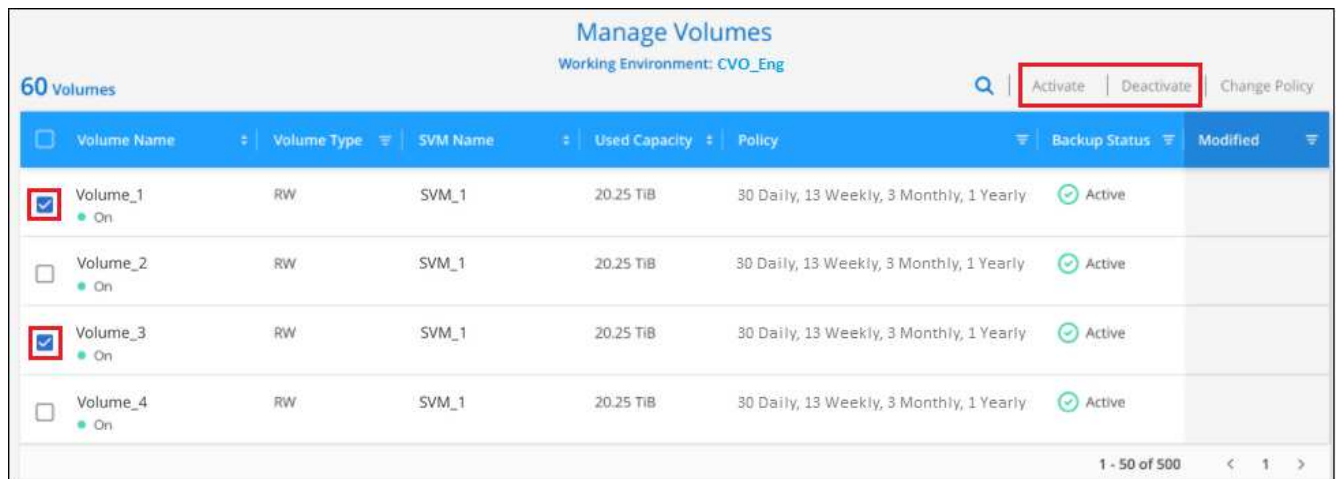 Manage Volumes
Working Environment: CVO_Eng
60 Volumes
Activate | Deactivate | Change Policy
Volume Name | Volume Type | SVM Name | Used Capacity | Policy | Backup Status | Modified
Volume_1 RW SVM_1 20.25 TiB 30 Daily, 13 Weekly, 3 Monthly, 1 Yearly Active
On
Volume_2 RW SVM_1 20.25 TiB 30 Daily, 13 Weekly, 3 Monthly, 1 Yearly Active
On
Volume_3 RW SVM_1 20.25 TiB 30 Daily, 13 Weekly, 3 Monthly, 1 Yearly Active
On
Volume_4 RW SVM_1 20.25 TiB 30 Daily, 13 Weekly, 3 Monthly, 1 Yearly Active
On
1 - 50 of 500 < 1 >